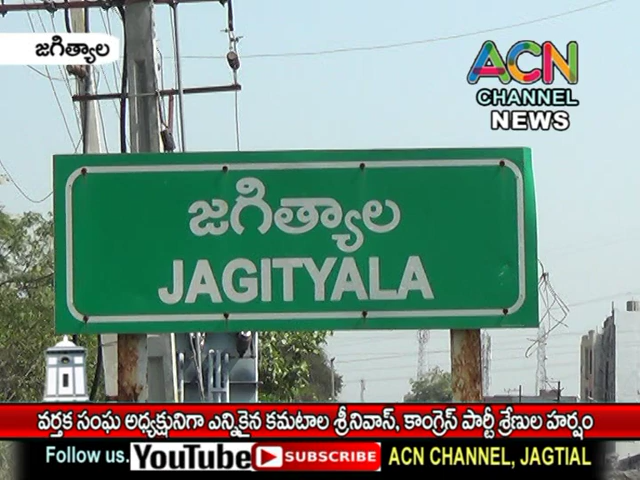 జగిత్యాల
ACN
CHANNEL
NEWS
జగిత్యాల
JAGITYALA
వర్తక సంఘ అధ్యక్షునిగా ఎన్నికైన కమటాల శ్రీనివాస్, కాంగ్రెస్ పార్టీ శ్రేణుల హర్షం
Follow us. YouTube SUBSCRIBE ACN CHANNEL, JAGTIAL